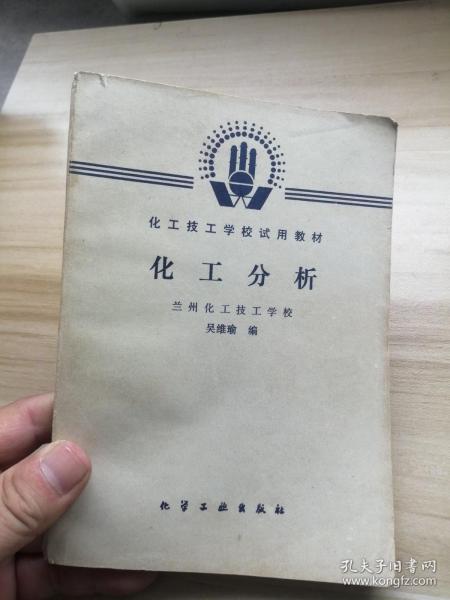 化工技工学校试用教材
化工分析
兰州化工技工学校
吴维瑜 编
化学工业出版社
孔夫子旧书网
www.kongfz.com